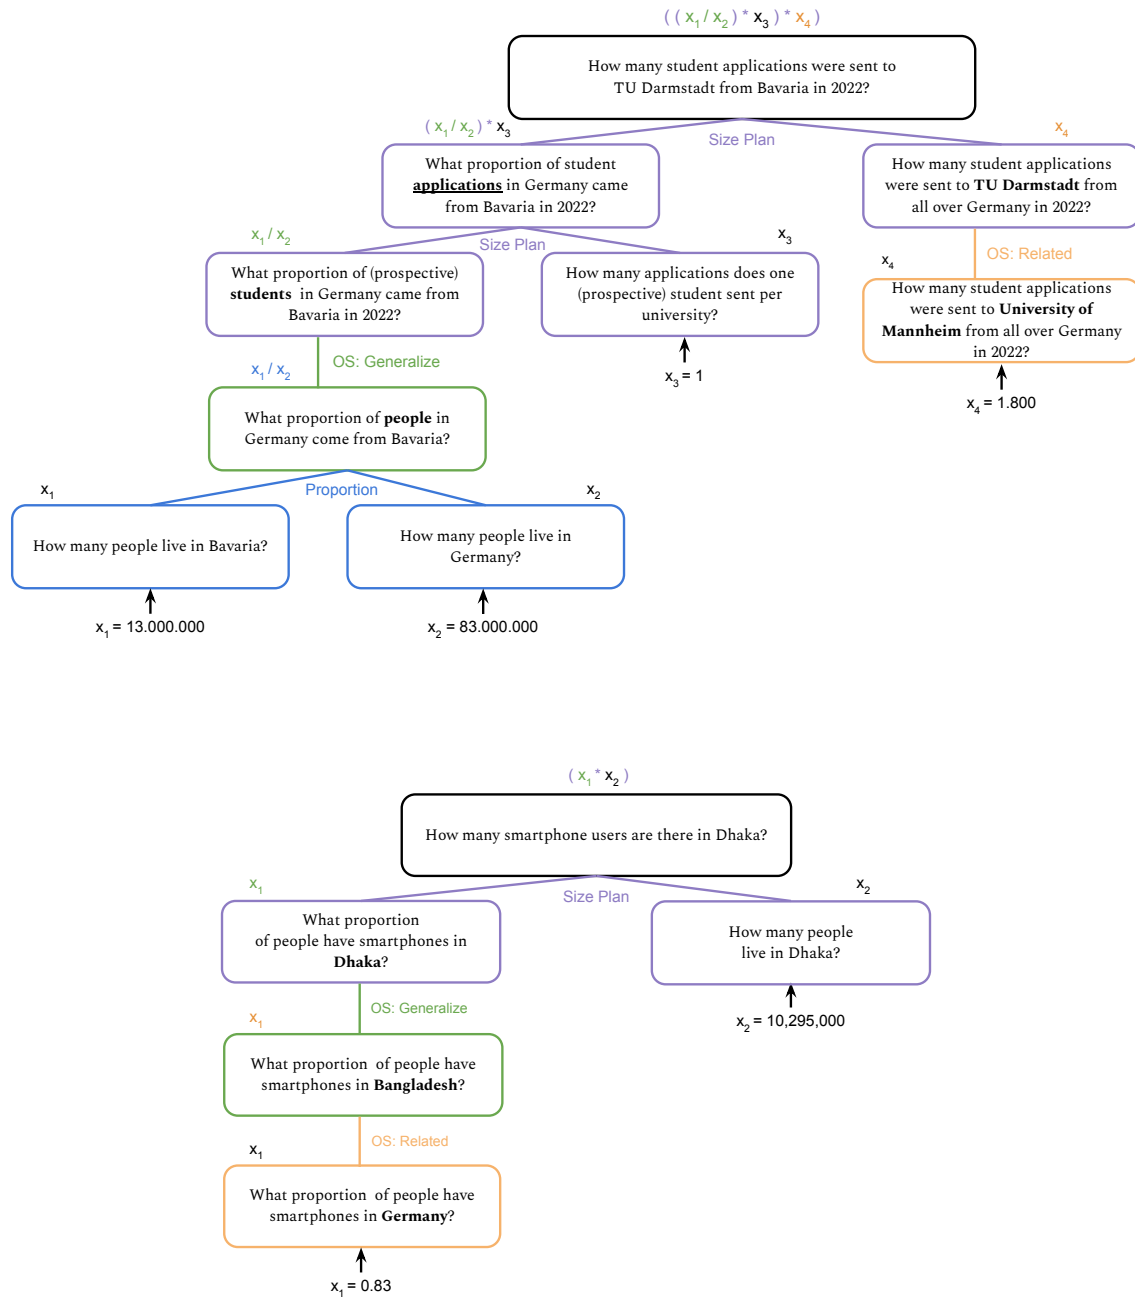 ( ( x1 / x2 ) * x3 ) * x4 )
How many student applications were sent to
TU Darmstadt from Bavaria in 2022?
( x1 / x2 ) * x3
Size Plan
x4
What proportion of student
applications in Germany came
from Bavaria in 2022?
How many student applications
were sent to TU Darmstadt from
all over Germany in 2022?
x1 / x2
Size Plan
x3
OS: Related
x4
What proportion of (prospective)
students in Germany came from
Bavaria in 2022?
How many applications does one
(prospective) student sent per
university?
How many student applications
were sent to University of
Mannheim from all over Germany
in 2022?
OS: Generalize
x1 / x2
x3 = 1
x4 = 1.800
What proportion of people in
Germany come from Bavaria?
x1
Proportion
x2
How many people live in Bavaria?
How many people live in
Germany?
x1 = 13.000.000
x2 = 83.000.000
( x1 * x2 )
How many smartphone users are there in Dhaka?
x1
Size Plan
x2
What proportion
of people have smartphones in
Dhaka?
How many people
live in Dhaka?
OS: Generalize
x1
x2 = 10,295,000
What proportion of people have
smartphones in Bangladesh?
OS: Related
x1
What proportion of people have
smartphones in Germany?
x1 = 0.83